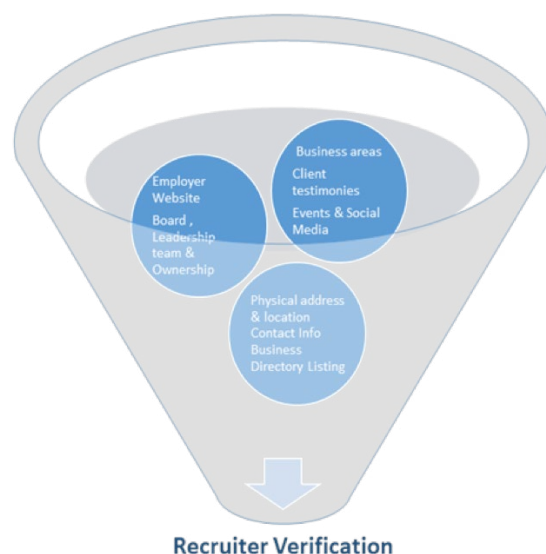 Employer
Website
Board ,
Leadership
team &
Ownership
Business areas
Client
testimonies
Events & Social
Media
Physical address
& location
Contact Info
Business
Directory Listing
Recruiter Verification